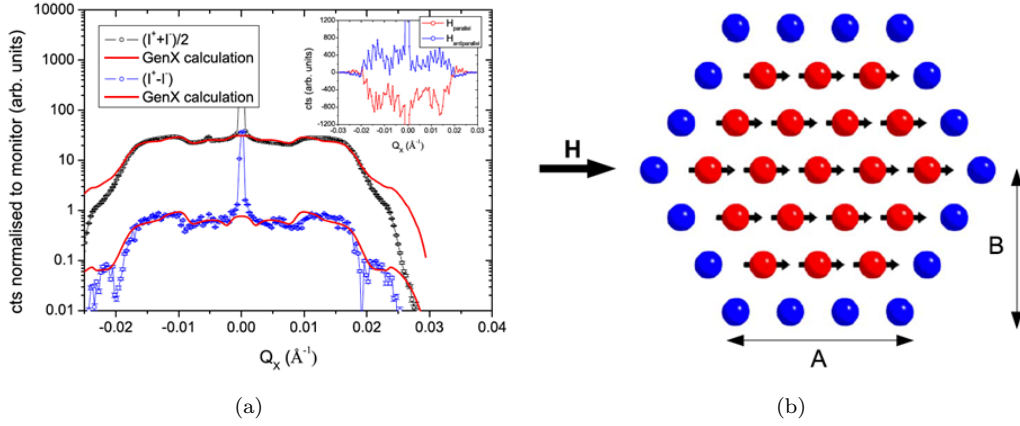 cts normalised to monitor (arb. units)
10000
1000
100
10
1
0.1
0.01
(I⁺+I⁻)/2
GenX calculation
(I⁺-I⁻)
GenX calculation
cts (arb. units)
1200
800
400
0
-400
-800
-1200
H_parallel
H_antiparallel
-0.03 -0.02 -0.01 0.00 0.01 0.02 0.03
Q_X (Å⁻¹)
-0.02 -0.01 0.00 0.01 0.02 0.03 0.04
Q_X (Å⁻¹)
(a)
H
B
A
(b)